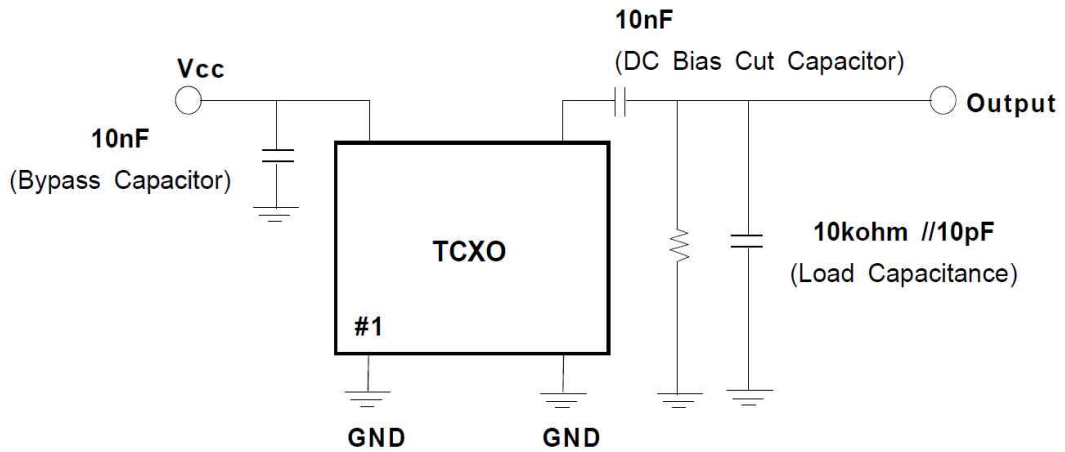 10nF
(DC Bias Cut Capacitor)
Vcc
Output
10nF
(Bypass Capacitor)
TCXO
10kohm //10pF
(Load Capacitance)
#1
GND
GND